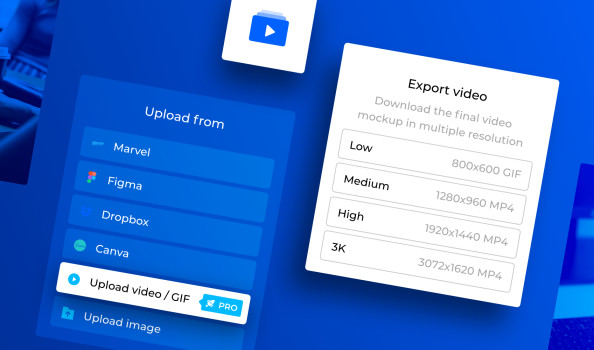 Upload from
Marvel
Figma
Dropbox
Canva
Upload video / GIF PRO
Upload image
Export video
Download the final video
mockup in multiple resolution
Low 800x600 GIF
Medium 1280x960 MP4
High 1920x1440 MP4
3K 3072x1620 MP4